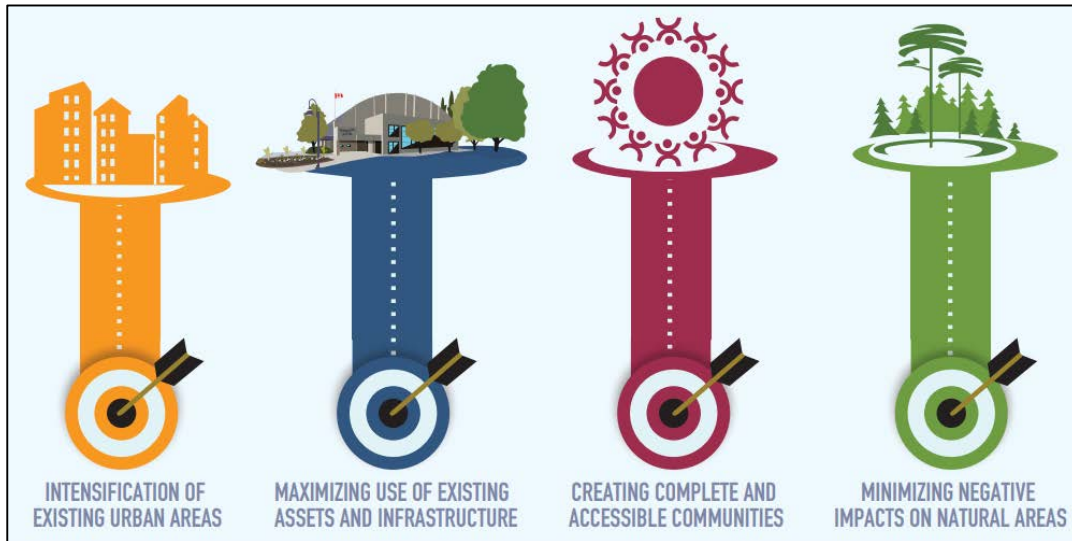 INTENSIFICATION OF
EXISTING URBAN AREAS
MAXIMIZING USE OF EXISTING
ASSETS AND INFRASTRUCTURE
CREATING COMPLETE AND
ACCESSIBLE COMMUNITIES
MINIMIZING NEGATIVE
IMPACTS ON NATURAL AREAS